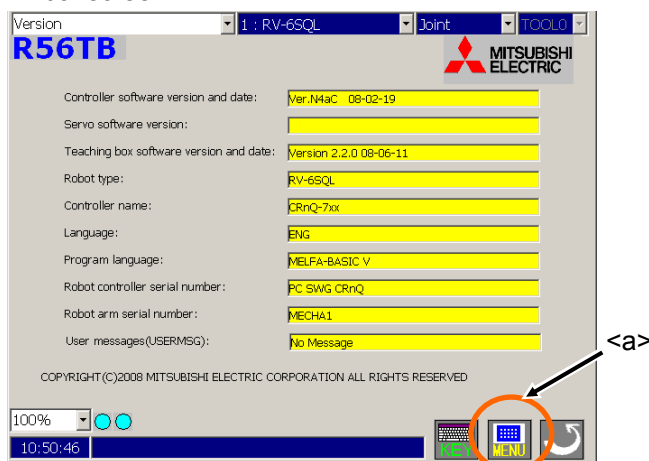 Version 1 : RV-6SQL Joint TOOL0
R56TB
MITSUBISHI
ELECTRIC
Controller software version and date: Ver.N4aC 08-02-19
Servo software version:
Teaching box software version and date: Version 2.2.0 08-06-11
Robot type: RV-6SQL
Controller name: CRnQ-7xx
Language: ENG
Program language: MELFA-BASIC V
Robot controller serial number: PC SWG CRnQ
Robot arm serial number: MECHA1
User messages(USERMSG): No Message
<a>
COPYRIGHT(C)2008 MITSUBISHI ELECTRIC CORPORATION ALL RIGHTS RESERVED
100%
10:50:46 KEY MENU